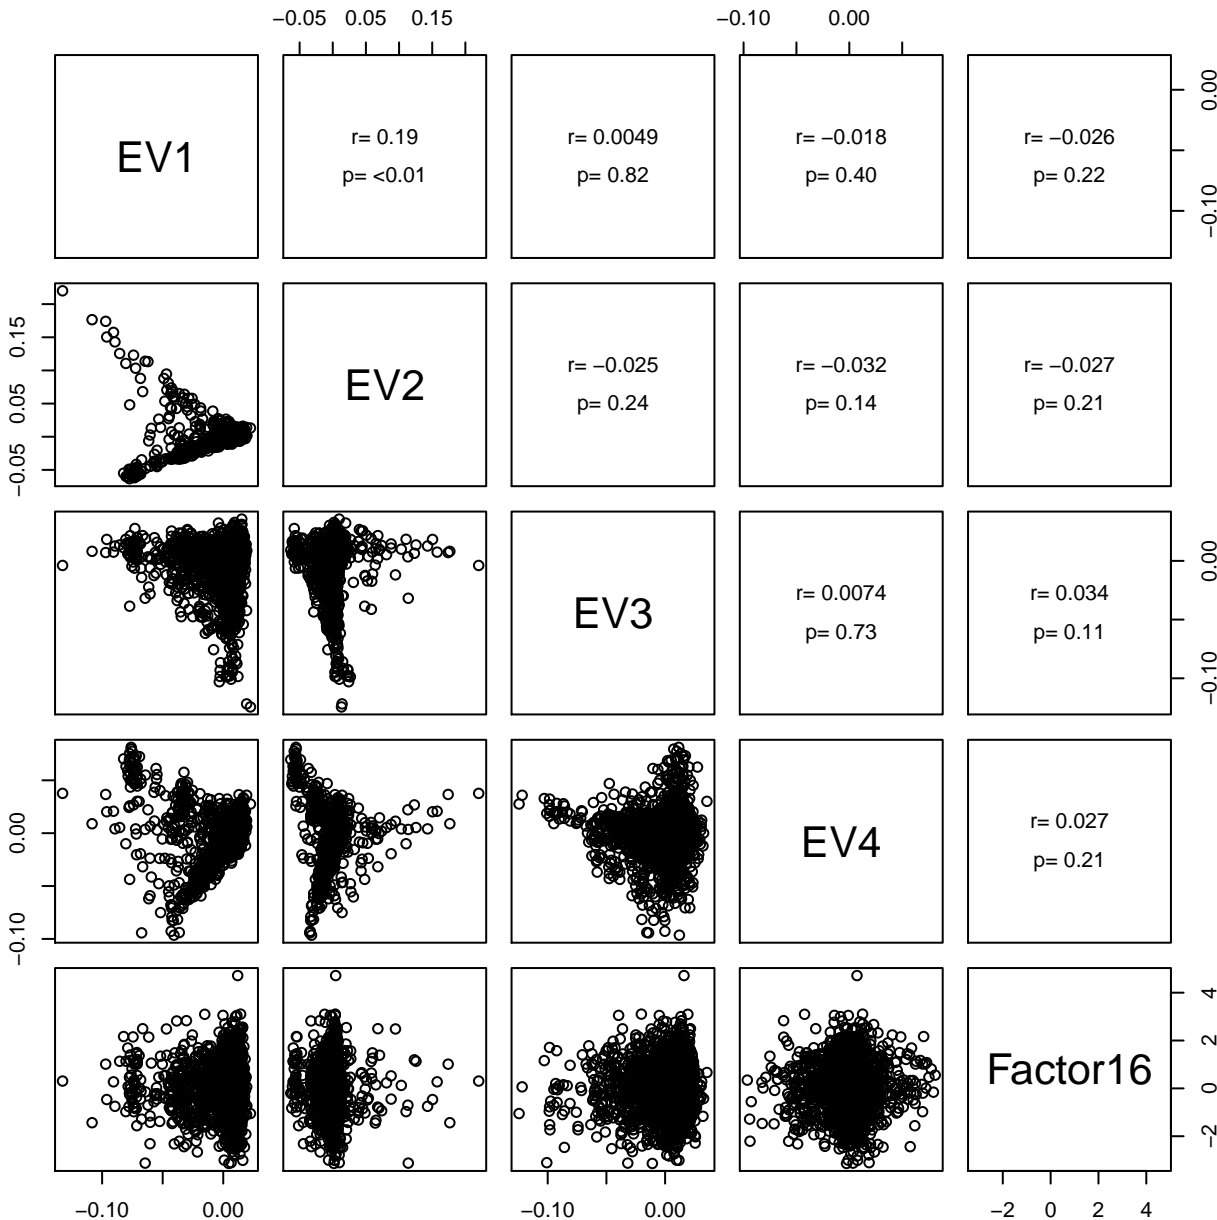 −0.05 0.05 0.15 −0.10 0.00
EV1
r= 0.19
p= <0.01
r= 0.0049
p= 0.82
r= −0.018
p= 0.40
r= −0.026
p= 0.22
0.00
−0.10
0.15
0.05
−0.05
EV2
r= −0.025
p= 0.24
r= −0.032
p= 0.14
r= −0.027
p= 0.21
EV3
r= 0.0074
p= 0.73
r= 0.034
p= 0.11
0.00
−0.10
0.00
−0.10
EV4
r= 0.027
p= 0.21
Factor16
4
2
0
−2
−0.10 0.00 −0.10 0.00 −2 0 2 4